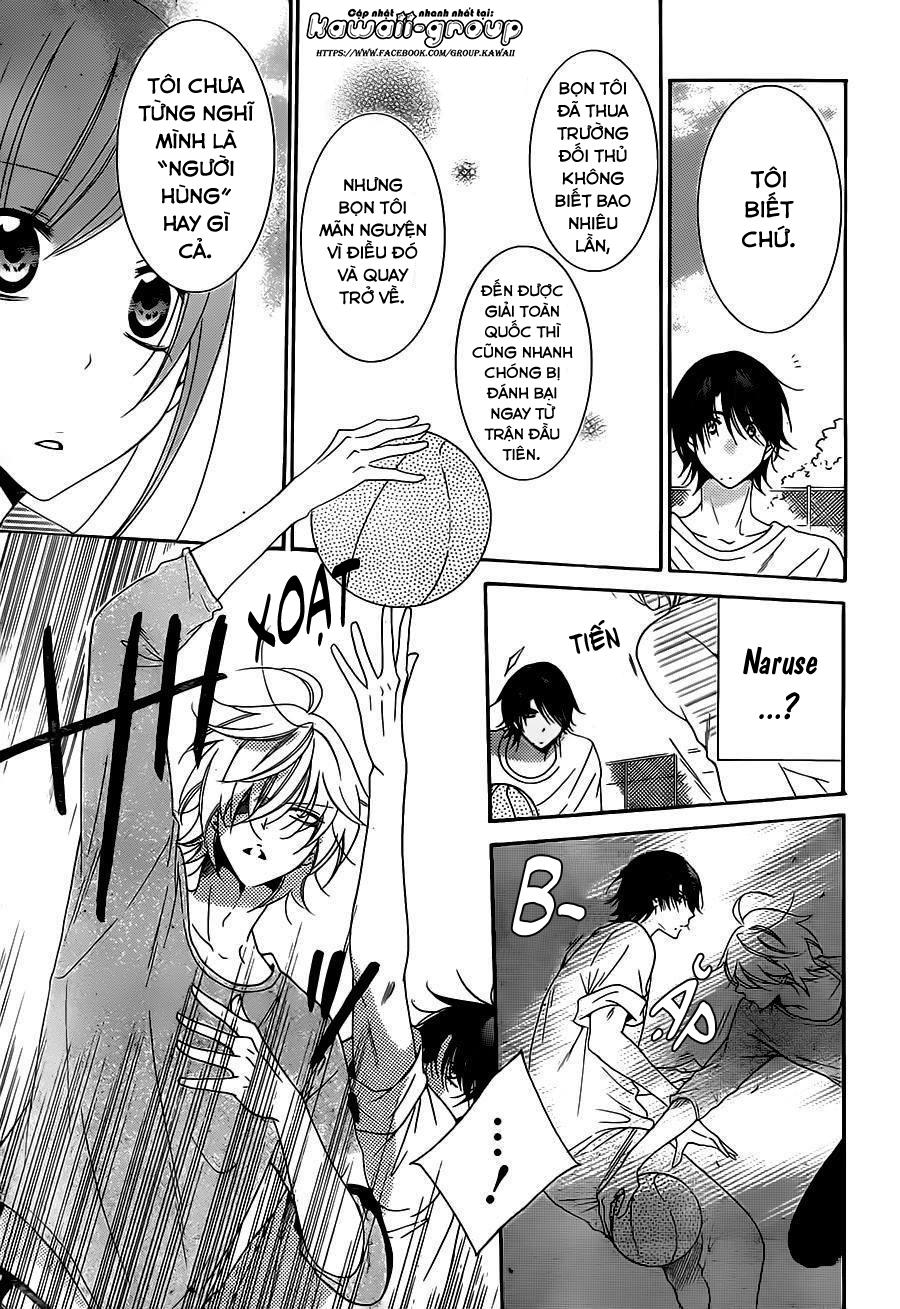 Cập nhật nhanh nhất tại:
Kawaii-group
HTTPS://WWW.FACEBOOK.COM/GROUP.KAWAII
TÔI
BIẾT
CHỨ.
BỌN TÔI
ĐÃ THUA
TRƯỜNG
ĐỐI THỦ
KHÔNG
BIẾT BAO
NHIÊU
LẦN,
ĐẾN ĐƯỢC
GIẢI TOÀN
QUỐC THÌ
CŨNG NHANH
CHÓNG BỊ
ĐÁNH BẠI
NGAY TỪ
TRẬN ĐẦU
TIÊN.
NHƯNG
BỌN TÔI
MÃN NGUYỆN
VÌ ĐIỀU ĐÓ
VÀ QUAY
TRỞ VỀ.
TÔI CHƯA
TỪNG NGHĨ
MÌNH LÀ
“NGƯỜI
HÙNG”
HAY GÌ
CẢ.
Naruse
...?
TIẾN
B-
ẬP
...!
XOẠT